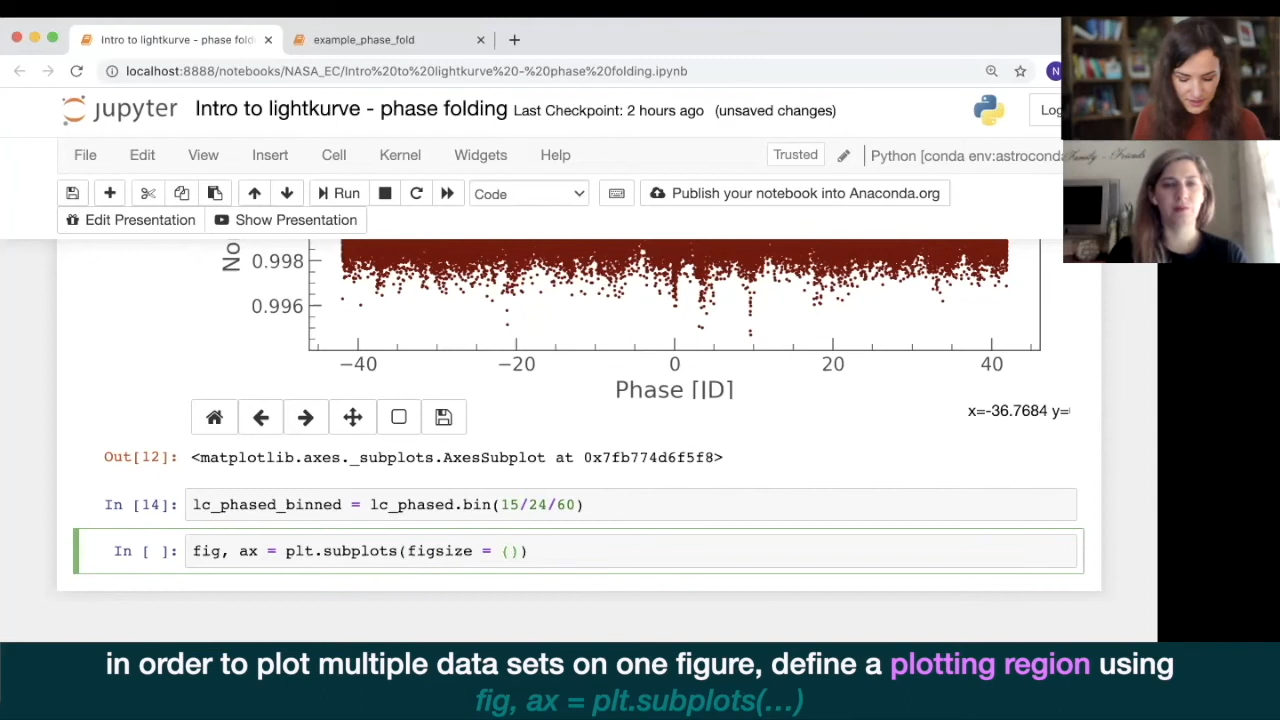 Intro to lightkurve - phase fold
example_phase_fold
localhost:8888/notebooks/NASA_EC/Intro%20to%20lightkurve%20-%20phase%20folding.ipynb
N
jupyter Intro to lightkurve - phase folding Last Checkpoint: 2 hours ago (unsaved changes)
Log
File Edit View Insert Cell Kernel Widgets Help
Trusted
Python [conda env:astrocond
Family - Friends
Run
Code
Publish your notebook into Anaconda.org
Edit Presentation
Show Presentation
No
0.998
0.996
−40 −20 0 20 40
Phase [JD]
x=-36.7684 y=
Out[12]: <matplotlib.axes._subplots.AxesSubplot at 0x7fb774d6f5f8>
In [14]: lc_phased_binned = lc_phased.bin(15/24/60)
In [ ]: fig, ax = plt.subplots(figsize = ())
in order to plot multiple data sets on one figure, define a plotting region using
fig, ax = plt.subplots(…)